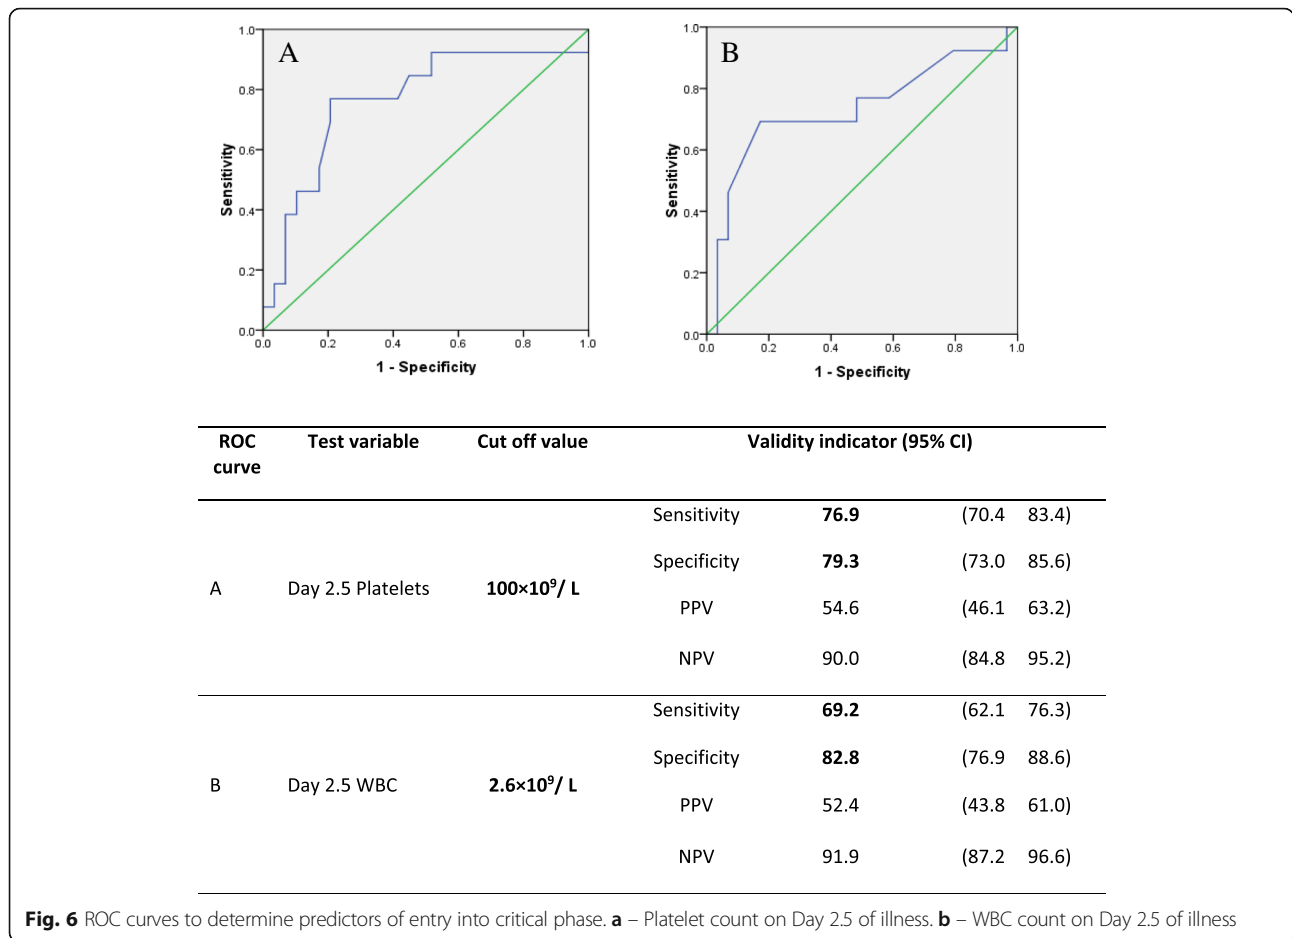 A
1.0
0.8
0.6
0.4
0.2
0.0
Sensitivity
0.0 0.2 0.4 0.6 0.8 1.0
1 - Specificity
B
1.0
0.8
0.6
0.4
0.2
0.0
Sensitivity
0.0 0.2 0.4 0.6 0.8 1.0
1 - Specificity
ROC curve Test variable Cut off value Validity indicator (95% CI)
A Day 2.5 Platelets 100×10⁹/ L
Sensitivity 76.9 (70.4 83.4)
Specificity 79.3 (73.0 85.6)
PPV 54.6 (46.1 63.2)
NPV 90.0 (84.8 95.2)
B Day 2.5 WBC 2.6×10⁹/ L
Sensitivity 69.2 (62.1 76.3)
Specificity 82.8 (76.9 88.6)
PPV 52.4 (43.8 61.0)
NPV 91.9 (87.2 96.6)
Fig. 6 ROC curves to determine predictors of entry into critical phase. a – Platelet count on Day 2.5 of illness. b – WBC count on Day 2.5 of illness